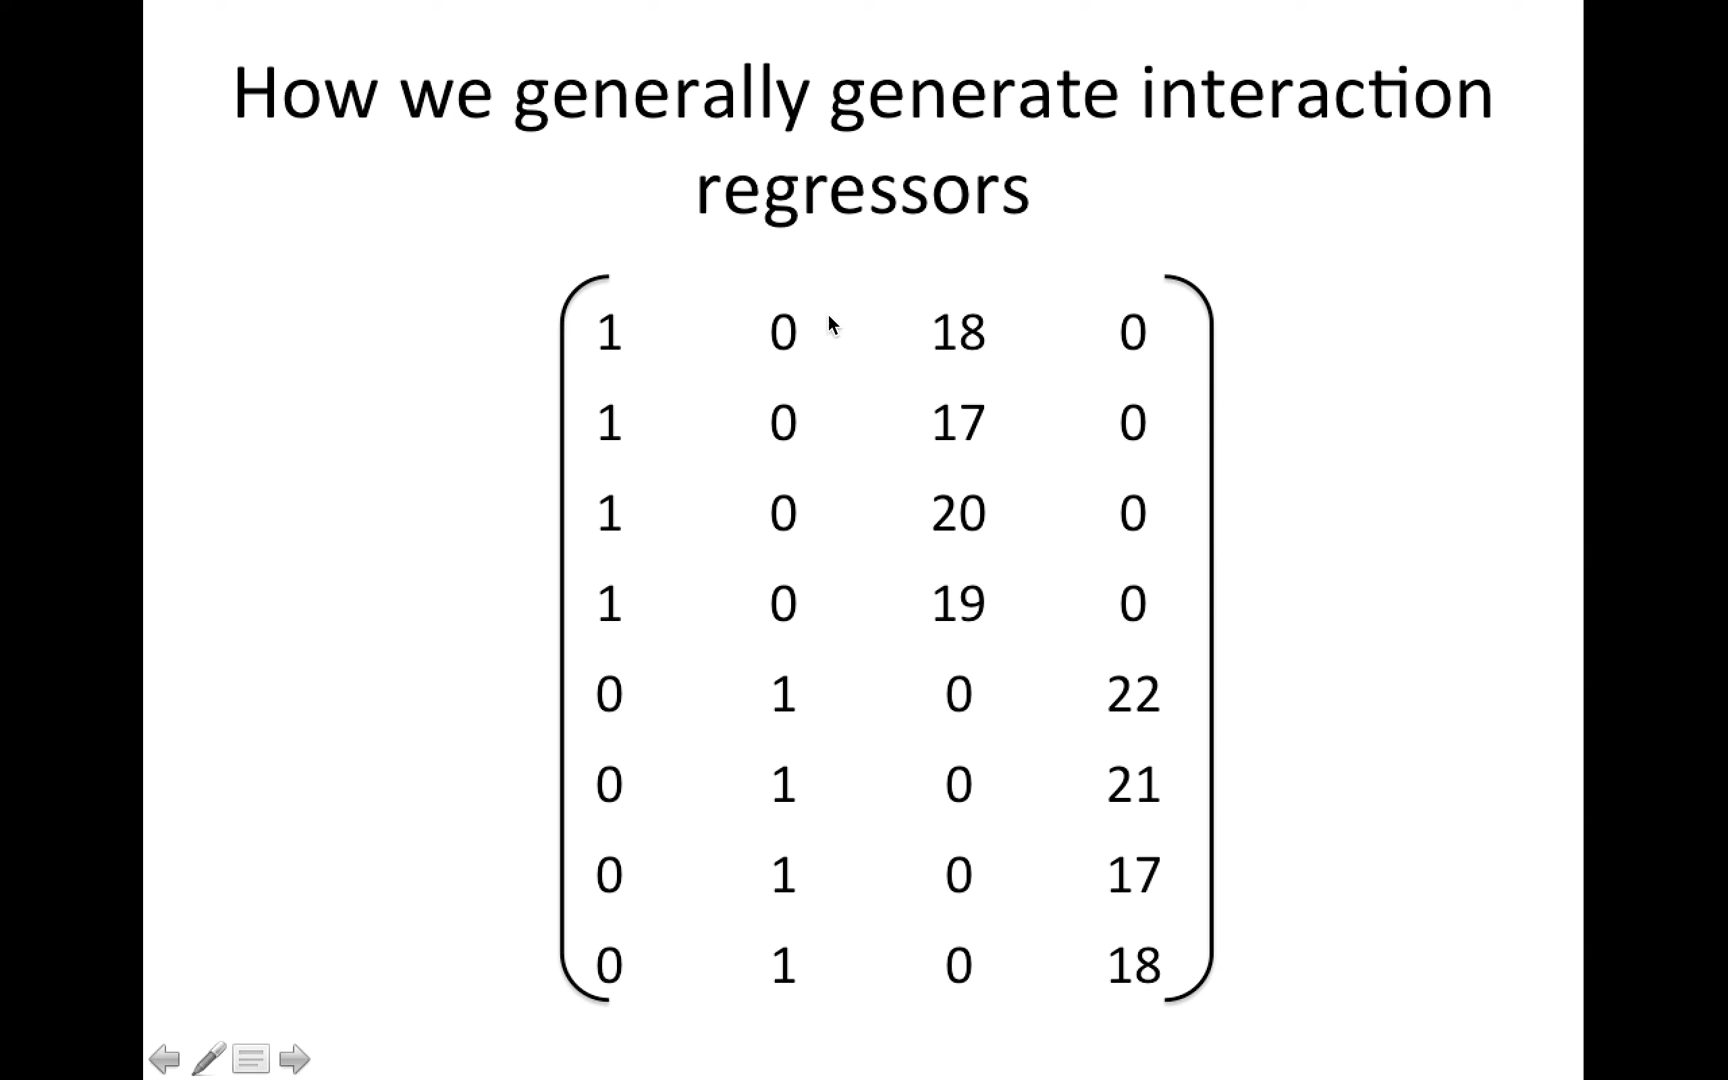 How we generally generate interaction
regressors
1 0 18 0
1 0 17 0
1 0 20 0
1 0 19 0
0 1 0 22
0 1 0 21
0 1 0 17
0 1 0 18